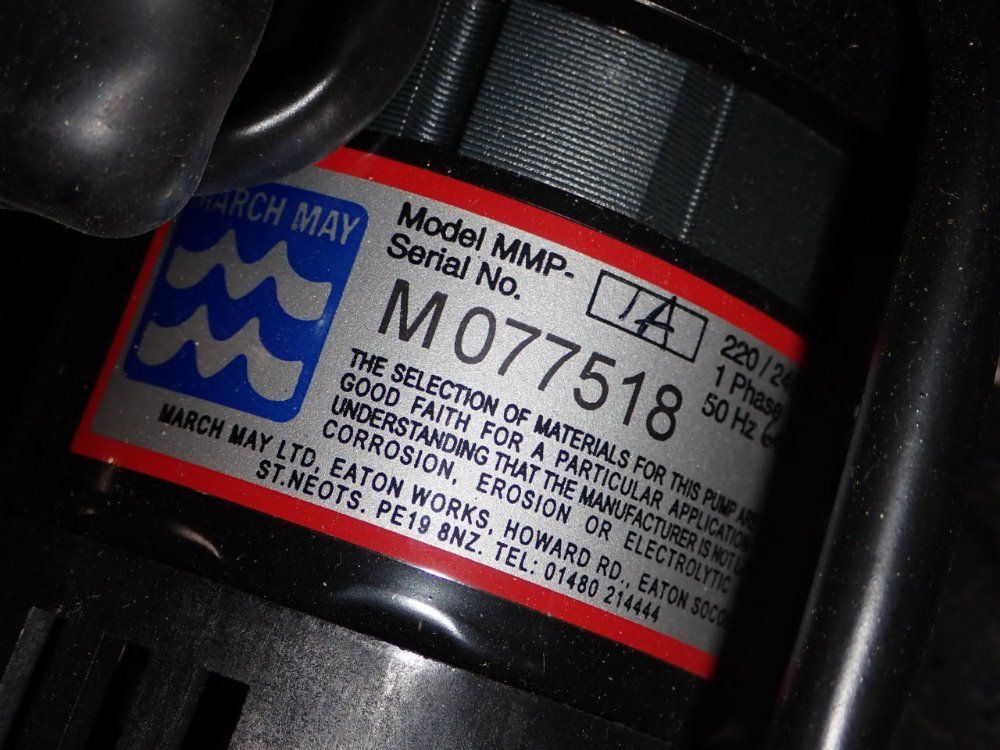 MARCH MAY
Model MMP- 1A
Serial No.
M 077518
220 / 24
1 Phase
50 Hz
THE SELECTION OF MATERIALS FOR THIS PUMP ARE
GOOD FAITH FOR A PARTICULAR APPLICATION
UNDERSTANDING THAT THE MANUFACTURER IS NOT
CORROSION, EROSION OR ELECTROLYTIC
MARCH MAY LTD, EATON WORKS, HOWARD RD., EATON SOCO
ST.NEOTS. PE19 8NZ. TEL: 01480 214444